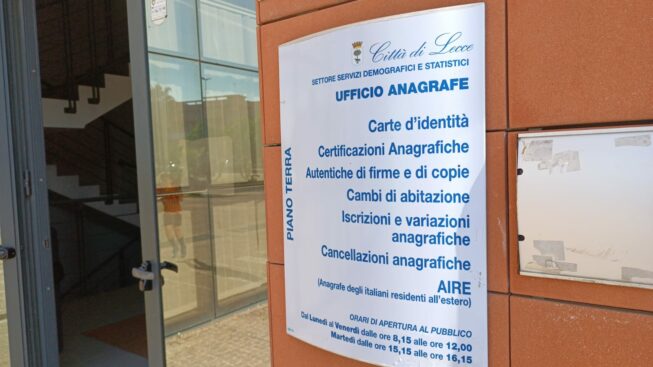 Città di Lecce
SETTORE SERVIZI DEMOGRAFICI E STATISTICI
UFFICIO ANAGRAFE
PIANO TERRA
Carte d'identità
Certificazioni Anagrafiche
Autentiche di firme e di copie
Cambi di abitazione
Iscrizioni e variazioni
anagrafiche
Cancellazioni anagrafiche
AIRE
(Anagrafe degli italiani residenti all'estero)
ORARI DI APERTURA AL PUBBLICO
Dal Lunedì al Venerdì dalle ore 8,15 alle ore 12,00
Martedì dalle ore 15,15 alle ore 16,15